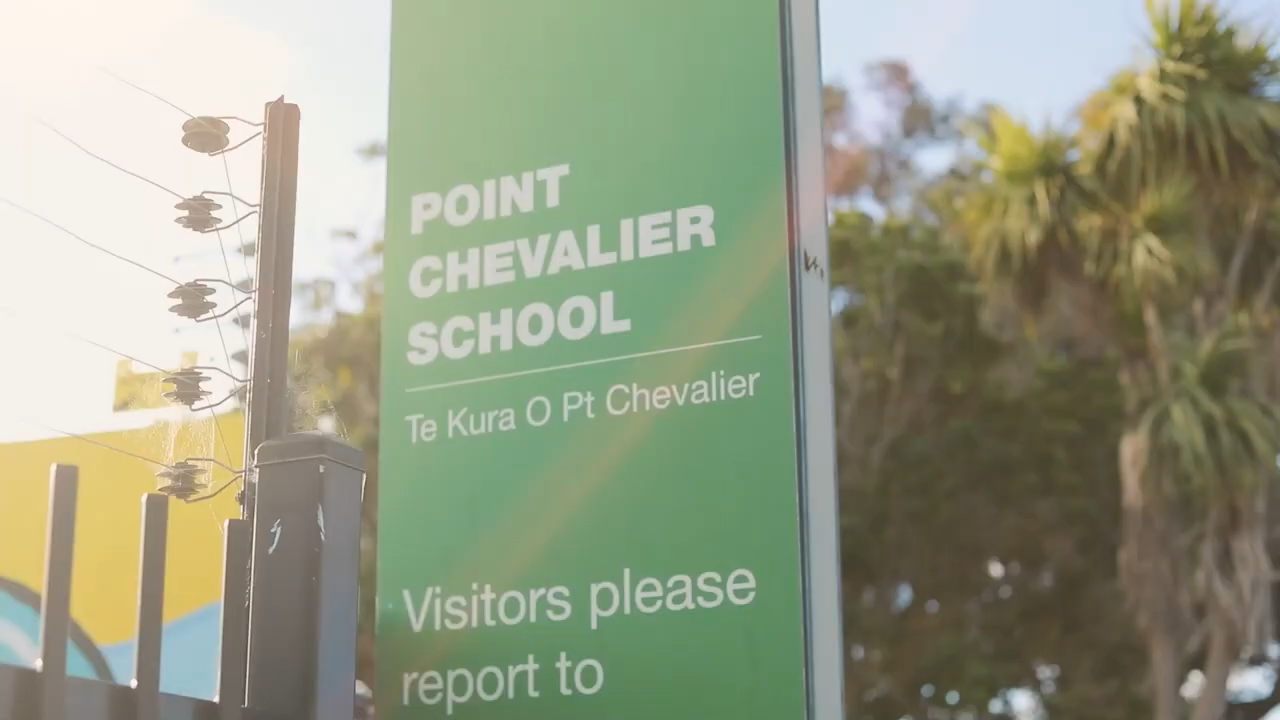 POINT
CHEVALIER
SCHOOL
Te Kura O Pt Chevalier
Visitors please
report to